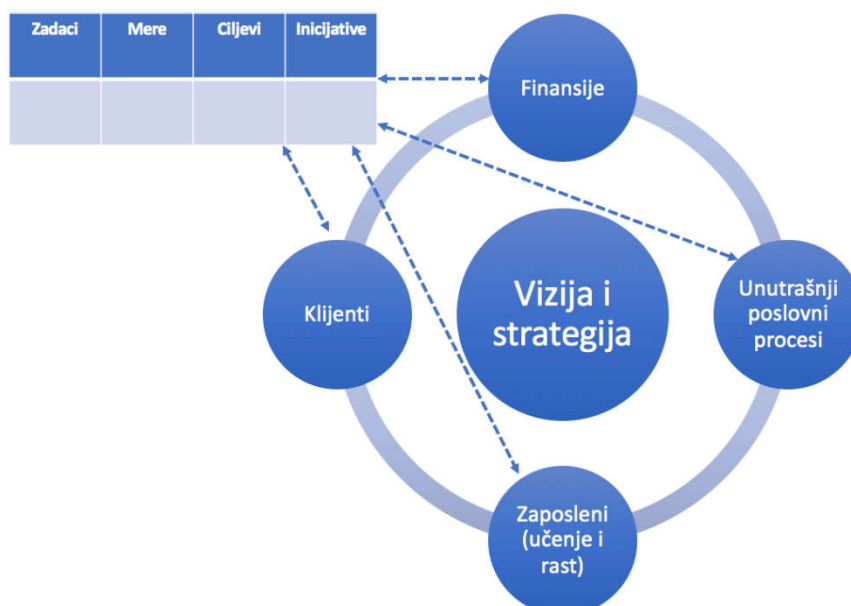 Zadaci Mere Ciljevi Inicijative
Finansije
Klijenti
Vizija i
strategija
Unutrašnji
poslovni
procesi
Zaposleni
(učenje i
rast)